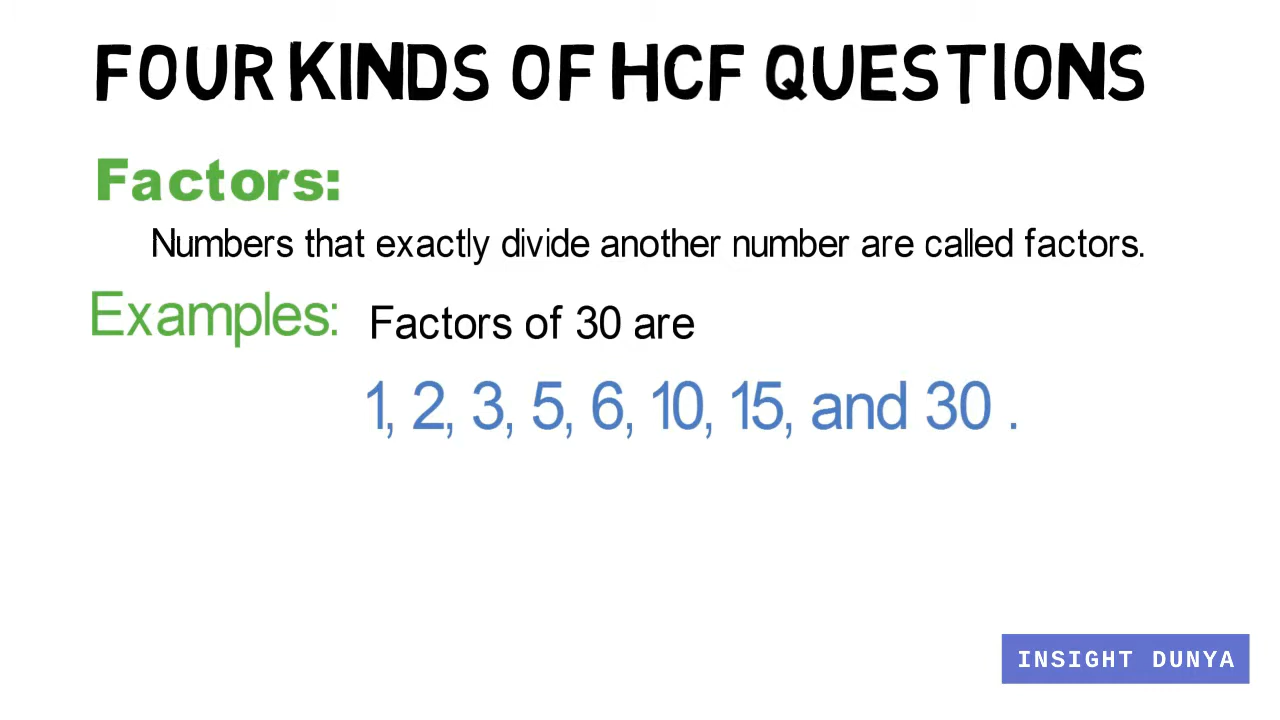 FOUR KINDS OF HCF QUESTIONS
Factors:
Numbers that exactly divide another number are called factors.
Examples: Factors of 30 are
1, 2, 3, 5, 6, 10, 15, and 30 .
INSIGHT DUNYA